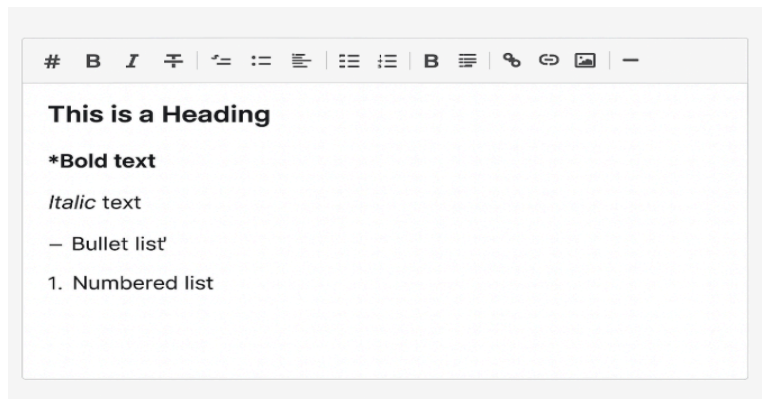 # B I T B
This is a Heading
*Bold text
Italic text
– Bullet list'
1. Numbered list